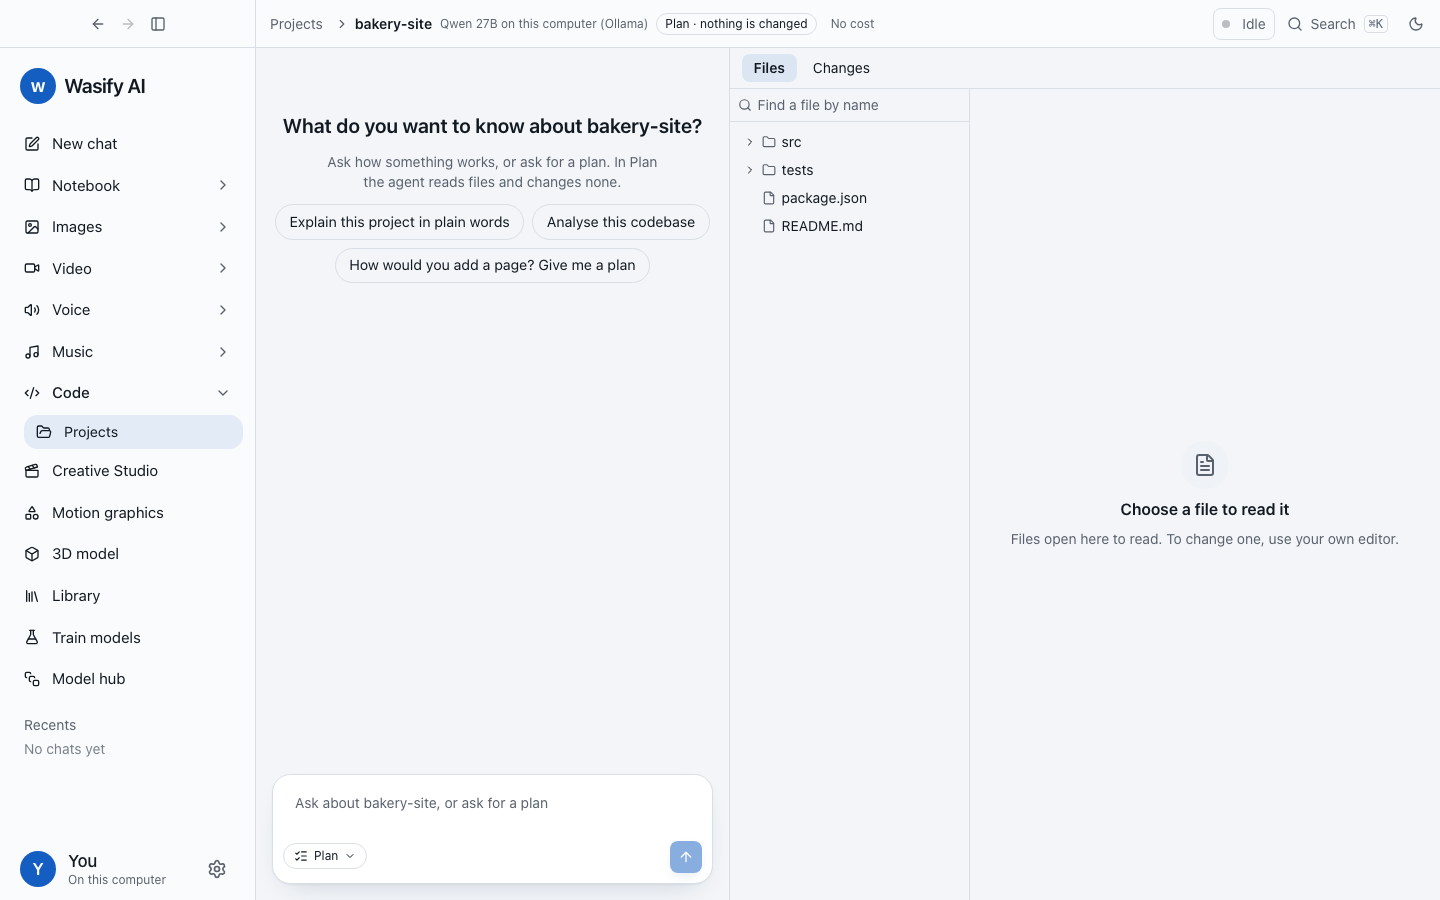 Projects
bakery-site
Qwen 27B on this computer (Ollama)
Plan · nothing is changed
No cost
Idle
Search
⌘K
W
Wasify AI
New chat
Notebook
Images
Video
Voice
Music
Code
Projects
Creative Studio
Motion graphics
3D model
Library
Train models
Model hub
Recents
No chats yet
Y
You
On this computer
What do you want to know about bakery-site?
Ask how something works, or ask for a plan. In Plan
the agent reads files and changes none.
Explain this project in plain words
Analyse this codebase
How would you add a page? Give me a plan
Ask about bakery-site, or ask for a plan
Plan
Files
Changes
Find a file by name
src
tests
package.json
README.md
Choose a file to read it
Files open here to read. To change one, use your own editor.